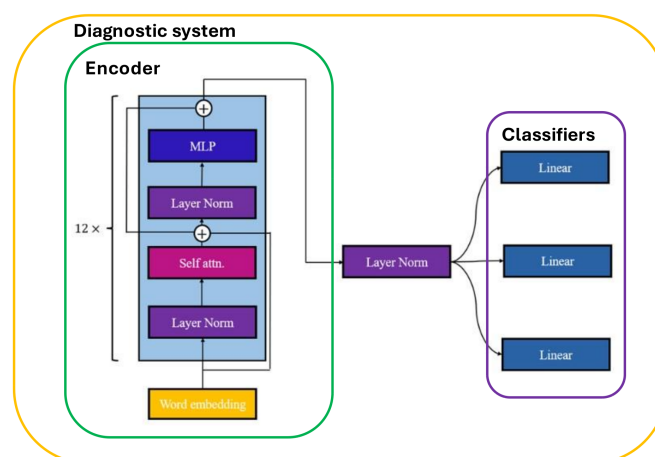 Diagnostic system
Encoder
MLP
Layer Norm
12 ×
Self attn.
Layer Norm
Word embedding
Layer Norm
Classifiers
Linear
Linear
Linear